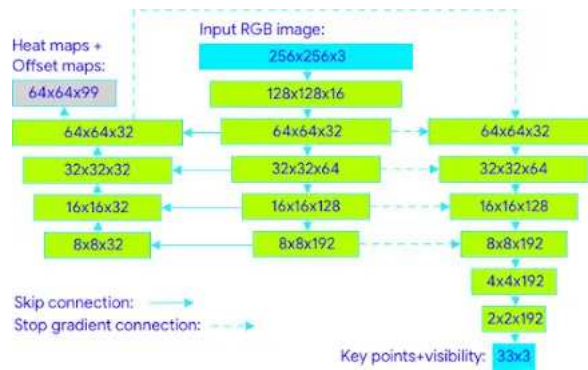 Heat maps +
Offset maps:
Input RGB image:
256x256x3
64x64x99
128x128x16
64x64x32
64x64x32
64x64x32
32x32x32
32x32x64
32x32x64
16x16x32
16x16x128
16x16x128
8x8x32
8x8x192
8x8x192
4x4x192
Skip connection:
2x2x192
Stop gradient connection:
Key points+visibility:
33x3